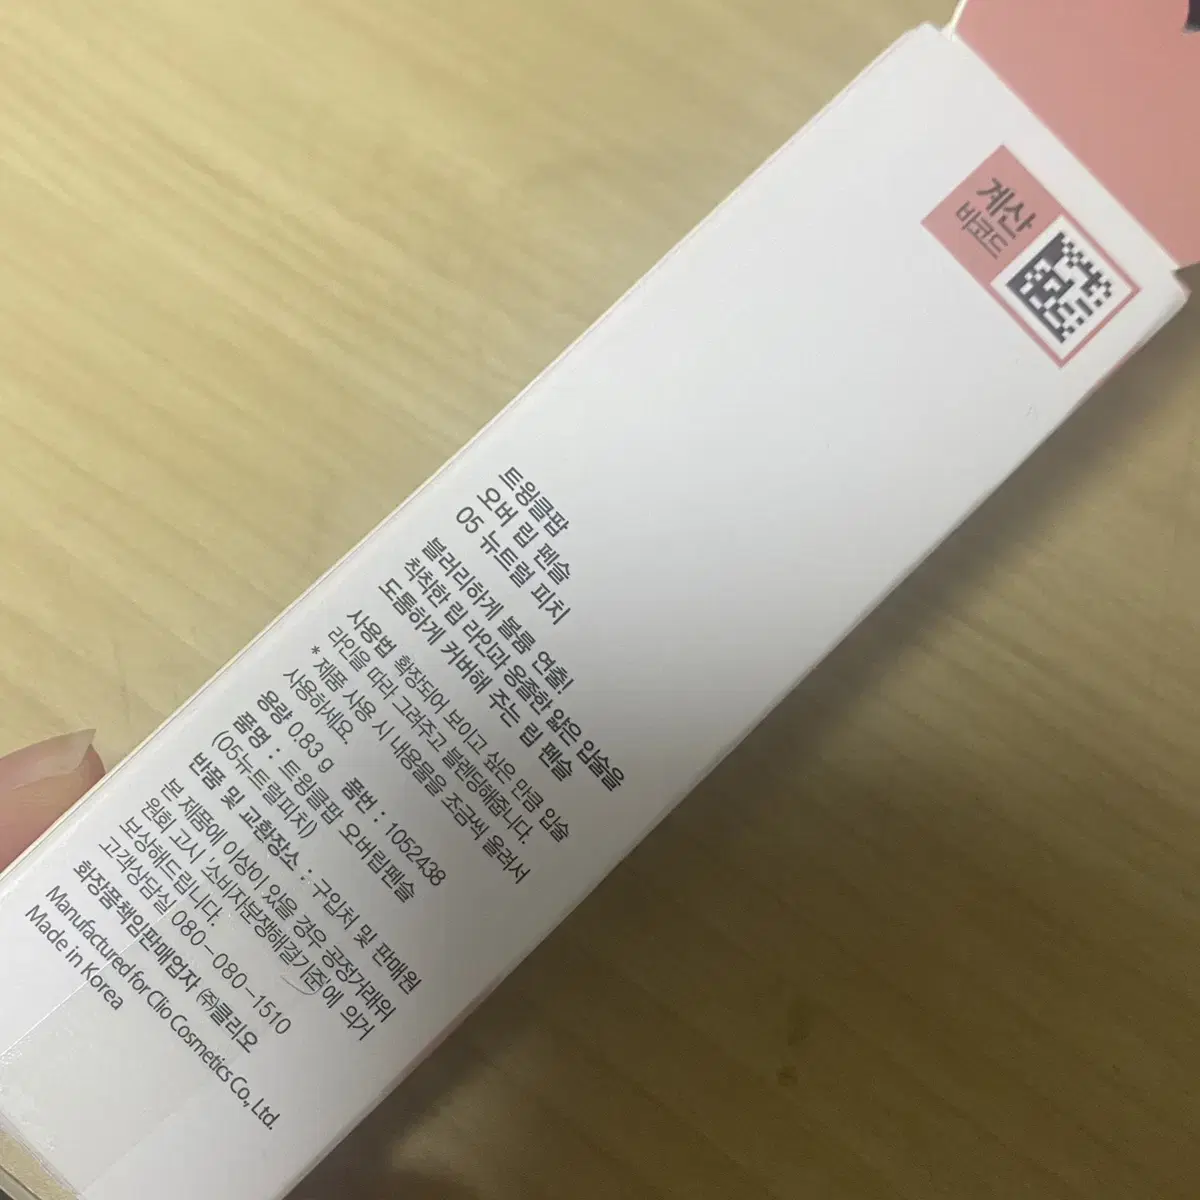 계산
바코드
트윙클팝
오버 립 펜슬
05 뉴트럴 피치
블러리하게 볼륨 연출!
착착한 립 라인과 옹졸한 얇은 입술을
도톰하게 커버해 주는 립 펜슬
사용법 확장되어 보이고 싶은 만큼 입술
라인을 따라 그려주고 블렌딩해줍니다.
* 제품 사용 시 내용물을 조금씩 올려서
사용하세요.
용량 0.83 g 품번 : 1052438
품명 : 트윙클팝 오버립펜슬
(05뉴트럴피치)
반품 및 교환장소 : 구입처 및 판매원
본 제품에 이상이 있을 경우 공정거래위
원회 고시 '소비자분쟁해결기준'에 의거
보상해드립니다.
고객상담실 080-080-1510
화장품책임판매업자 ㈜클리오
Manufactured for Clio Cosmetics Co., Ltd.
Made in Korea